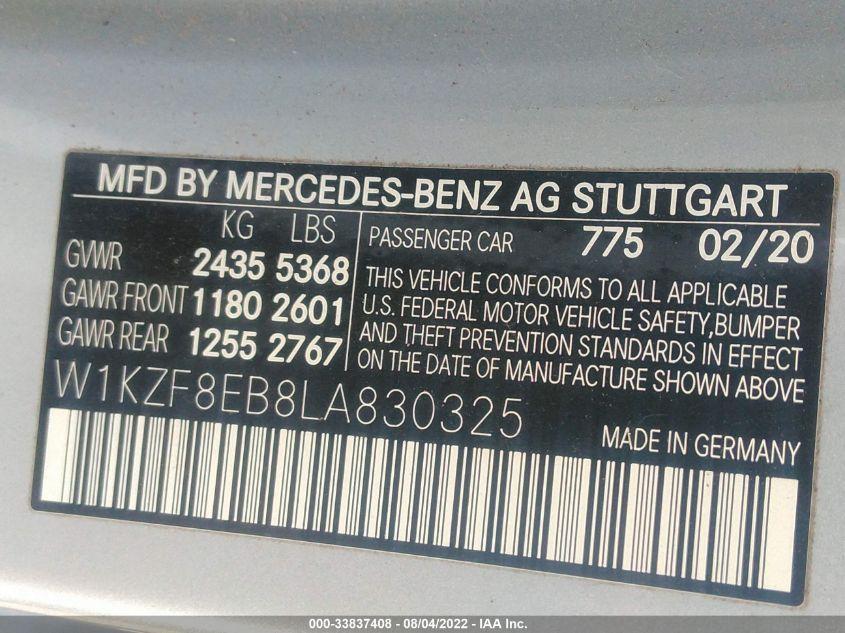 MFD BY MERCEDES-BENZ AG STUTTGART
KG LBS
GVWR 2435 5368
GAWR FRONT 1180 2601
GAWR REAR 1255 2767
PASSENGER CAR 775 02/20
THIS VEHICLE CONFORMS TO ALL APPLICABLE
U.S. FEDERAL MOTOR VEHICLE SAFETY,BUMPER
AND THEFT PREVENTION STANDARDS IN EFFECT
ON THE DATE OF MANUFACTURE SHOWN ABOVE
W1KZF8EB8LA830325
MADE IN GERMANY
000-33837408 - 08/04/2022 - IAA Inc.